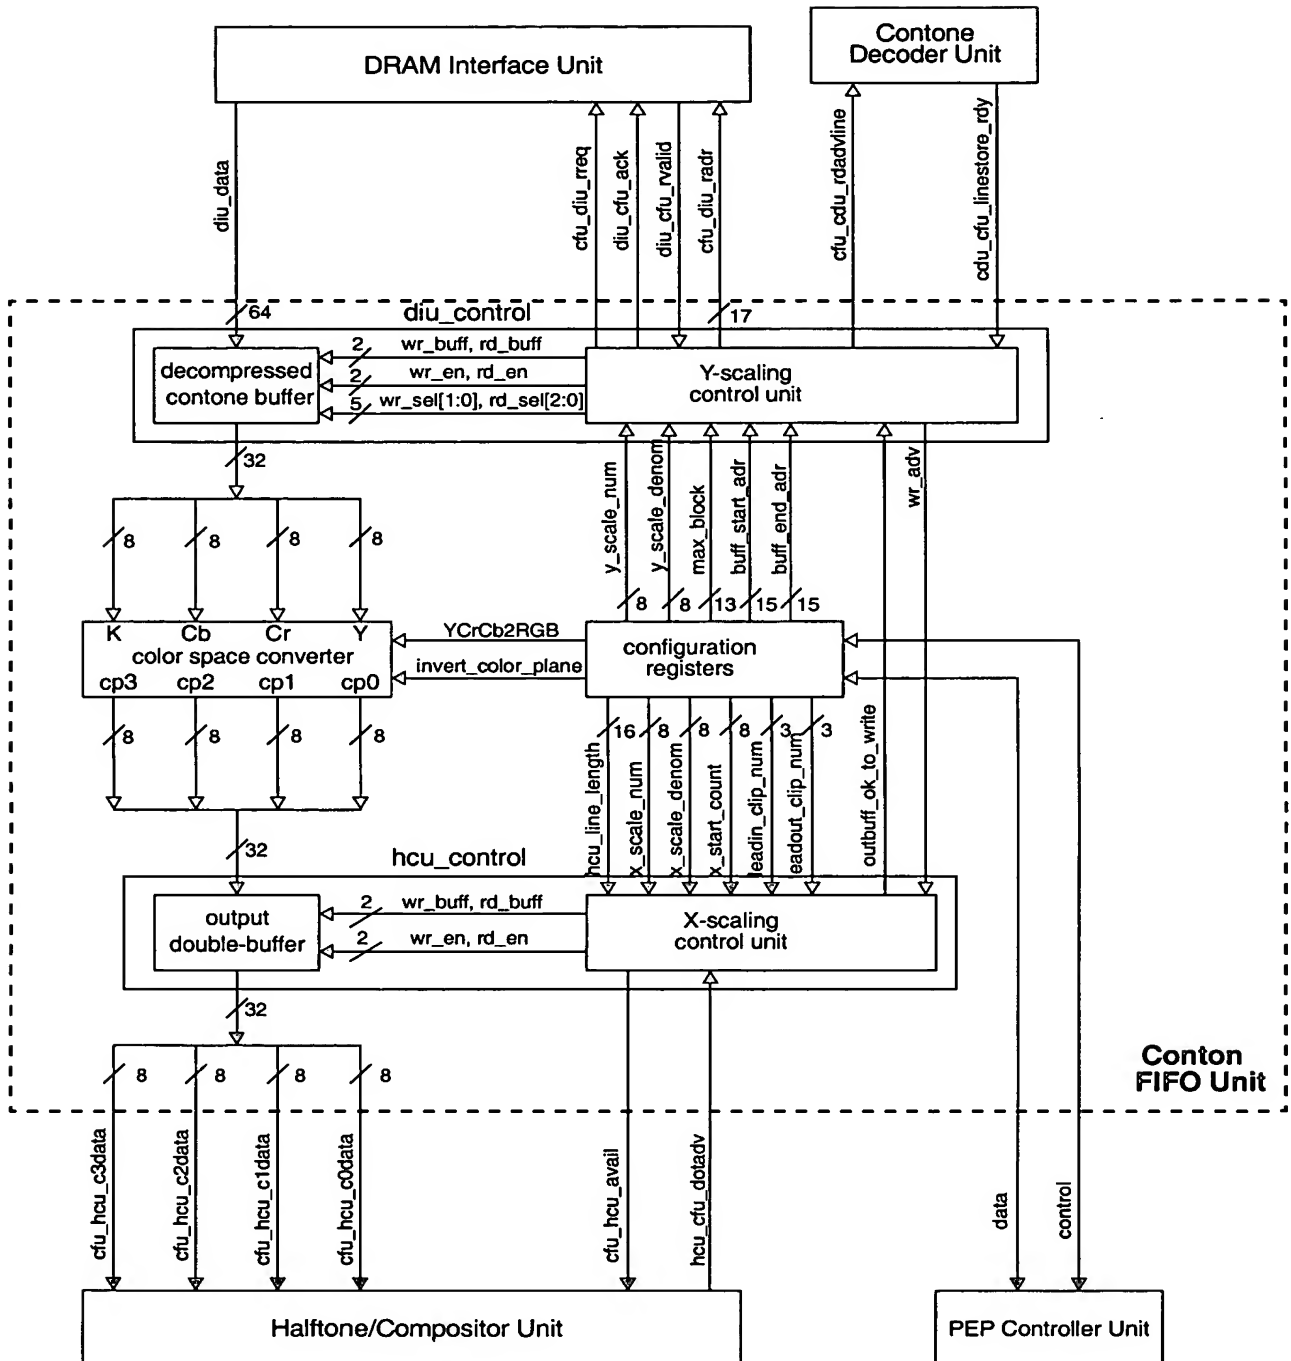 DRAM Interface Unit
Contone
Decoder Unit
diu_data
cfu_diu_rreq
diu_cfu_ack
diu_cfu_rvalid
cfu_diu_radr
cfu_cdu_rdadvline
cdu_cfu_linestore_rdy
64
17
diu_control
decompressed
contone buffer
2
wr_buff, rd_buff
2
wr_en, rd_en
5
wr_sel[1:0], rd_sel[2:0]
Y-scaling
control unit
32
8
8
8
8
y_scale_num
y_scale_denom
max_block
buff_start_adr
buff_end_adr
wr_adv
8
8
13
15
15
K
Cb
Cr
Y
color space converter
cp3
cp2
cp1
cp0
YCrCb2RGB
invert_color_plane
configuration
registers
8
8
8
8
16
8
8
8
3
3
hcu_line_length
x_scale_num
x_scale_denom
x_start_count
leadin_clip_num
leadout_clip_num
outbuff_ok_to_write
32
hcu_control
output
double-buffer
2
wr_buff, rd_buff
2
wr_en, rd_en
X-scaling
control unit
32
8
8
8
8
Conton
FIFO Unit
cfu_hcu_c3data
cfu_hcu_c2data
cfu_hcu_c1data
cfu_hcu_c0data
cfu_hcu_avail
hcu_cfu_dotadv
data
control
Halftone/Compositor Unit
PEP Controller Unit